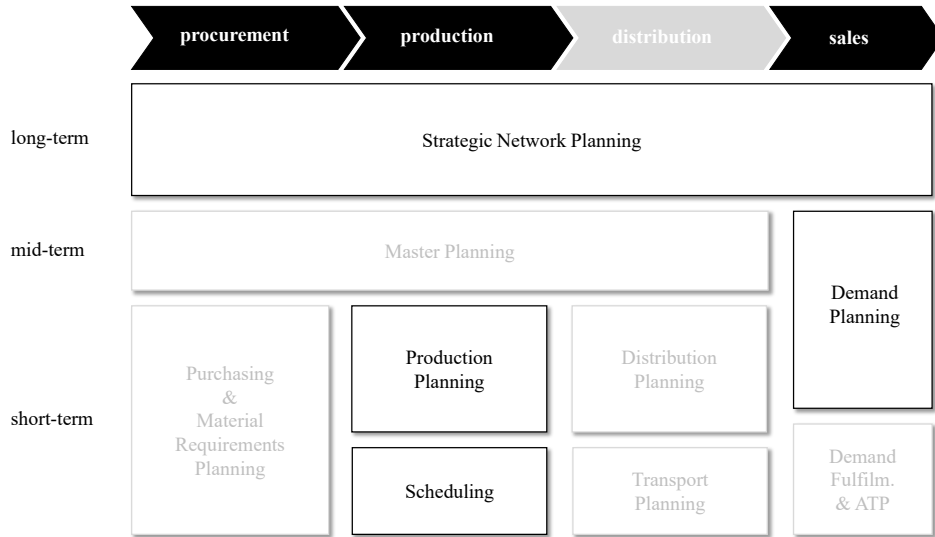 procurement
production
distribution
sales
long-term
Strategic Network Planning
mid-term
Master Planning
Demand
Planning
short-term
Purchasing
&
Material
Requirements
Planning
Production
Planning
Distribution
Planning
Scheduling
Transport
Planning
Demand
Fulfilm.
& ATP